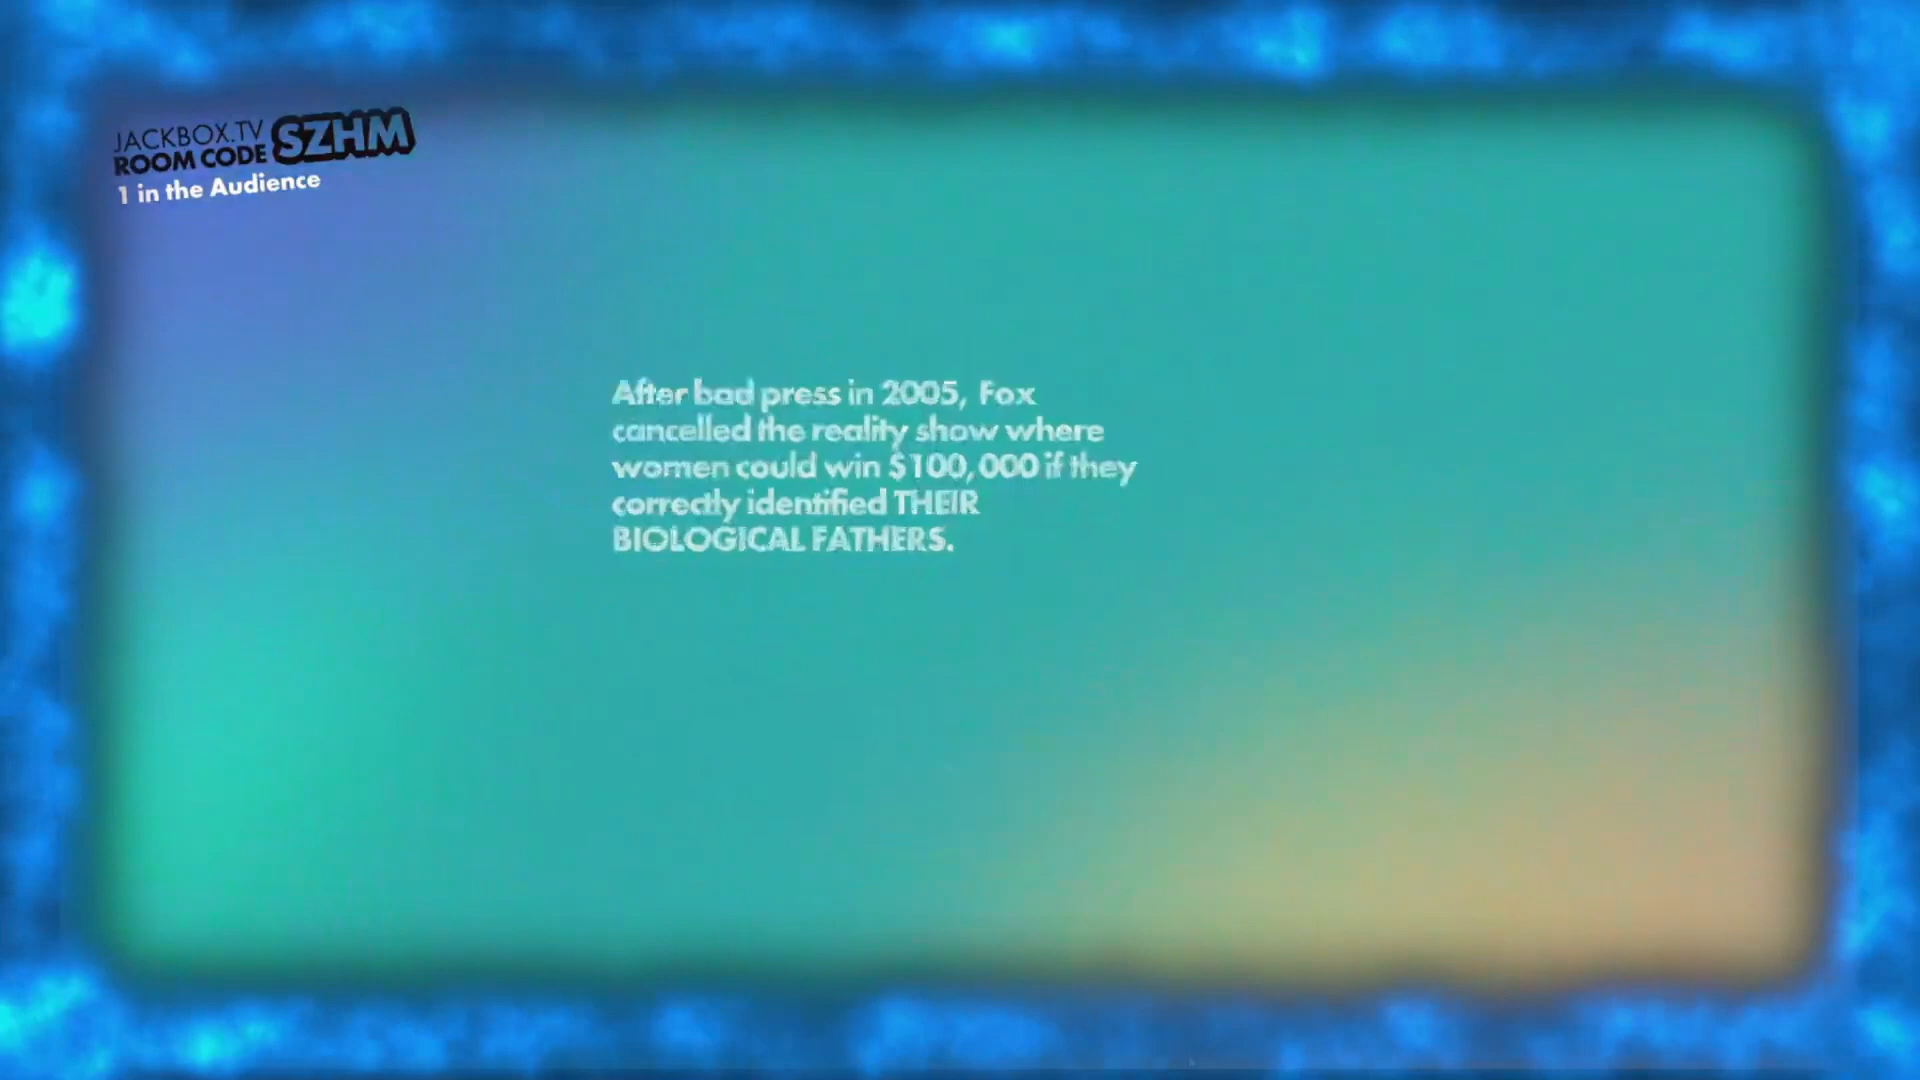 JACKBOX.TV
ROOM CODE SZHM
1 in the Audience
After bad press in 2005, Fox
cancelled the reality show where
women could win $100,000 if they
correctly identified THEIR
BIOLOGICAL FATHERS.